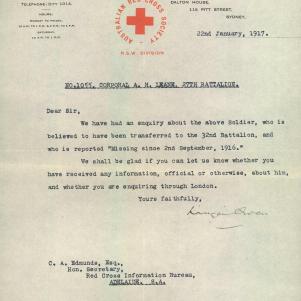 TELEPHONE: CITY 1014.
AUSTRALIAN RED CROSS SOCIETY
N.S.W. DIVISION
DALTON HOUSE,
115 PITT STREET,
SYDNEY.
HOURS:
22nd January, 1917.
NO.1055, CORPORAL A. M. LEANE, 27TH BATTALION.
Dear Sir,
We have had an enquiry about the above Soldier, who is
believed to have been transferred to the 32nd Battalion, and
who is reported "Missing since 2nd September, 1916."
We shall be glad if you can let us know whether you
have received any information, official or otherwise, about him,
and whether you are enquiring through London.
Yours faithfully,
C. A. Edmunds, Esq.,
Hon. Secretary,
Red Cross Information Bureau,
ADELAIDE. S.A.